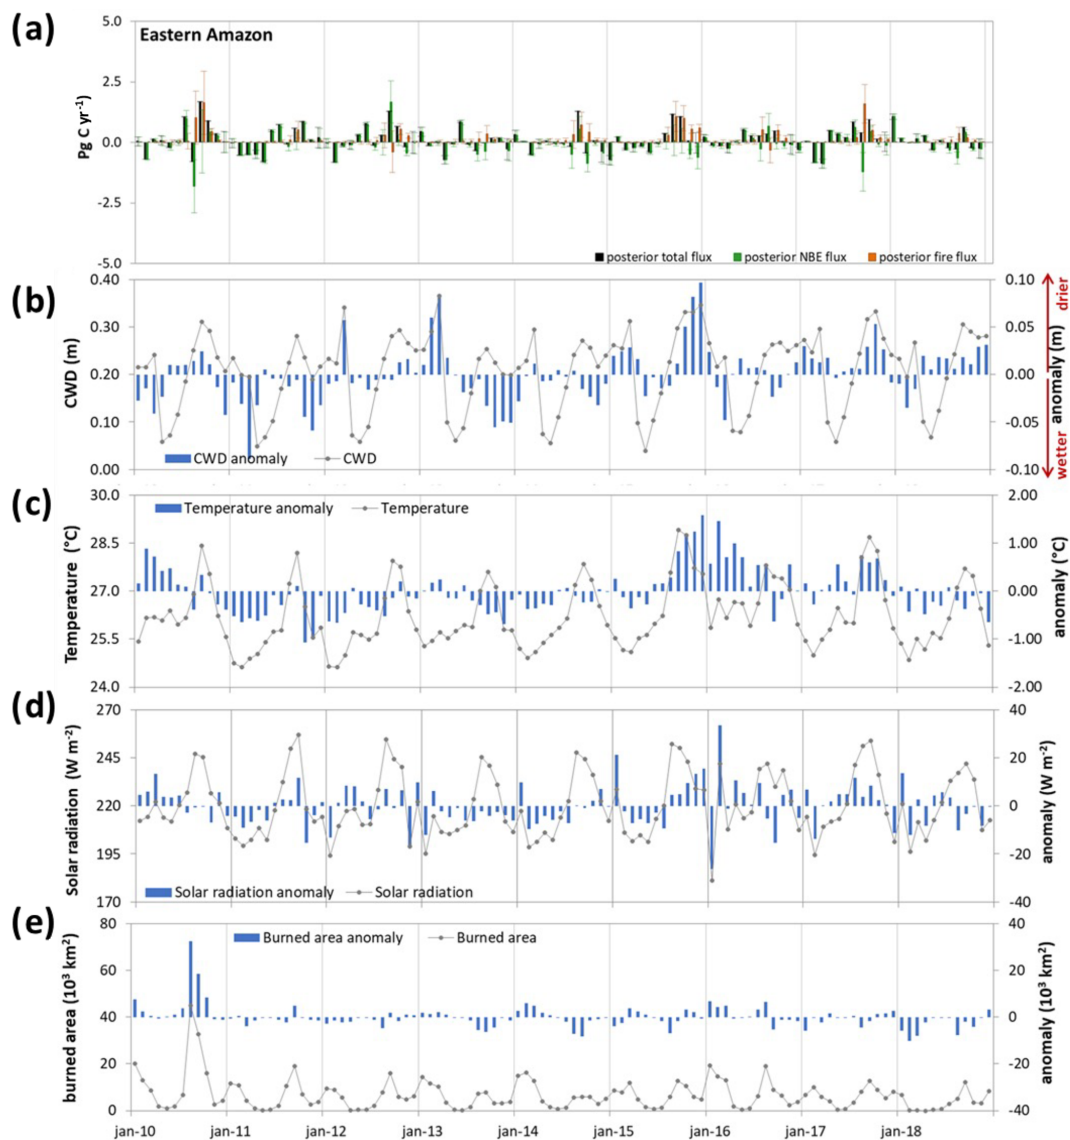 (a)
Eastern Amazon
Pg C yr⁻¹)
5.0
2.5
0.0
-2.5
-5.0
posterior total flux posterior NBE flux posterior fire flux
(b)
CWD (m)
0.40
0.30
0.20
0.10
0.00
0.10
0.05
0.00
-0.05
-0.10
anomaly (m)
drier
wetter
CWD anomaly CWD
(c)
Temperature (°C)
30.0
28.5
27.0
25.5
24.0
2.00
1.00
0.00
-1.00
-2.00
anomaly (°C)
Temperature anomaly Temperature
(d)
Solar radiation (W m⁻²)
270
245
220
195
170
40
20
0
-20
-40
anomaly (W m⁻²)
Solar radiation anomaly Solar radiation
(e)
burned area (10³ km²)
80
60
40
20
0
40
20
0
-20
-40
anomaly (10³ km²)
Burned area anomaly Burned area
jan-10 jan-11 jan-12 jan-13 jan-14 jan-15 jan-16 jan-17 jan-18